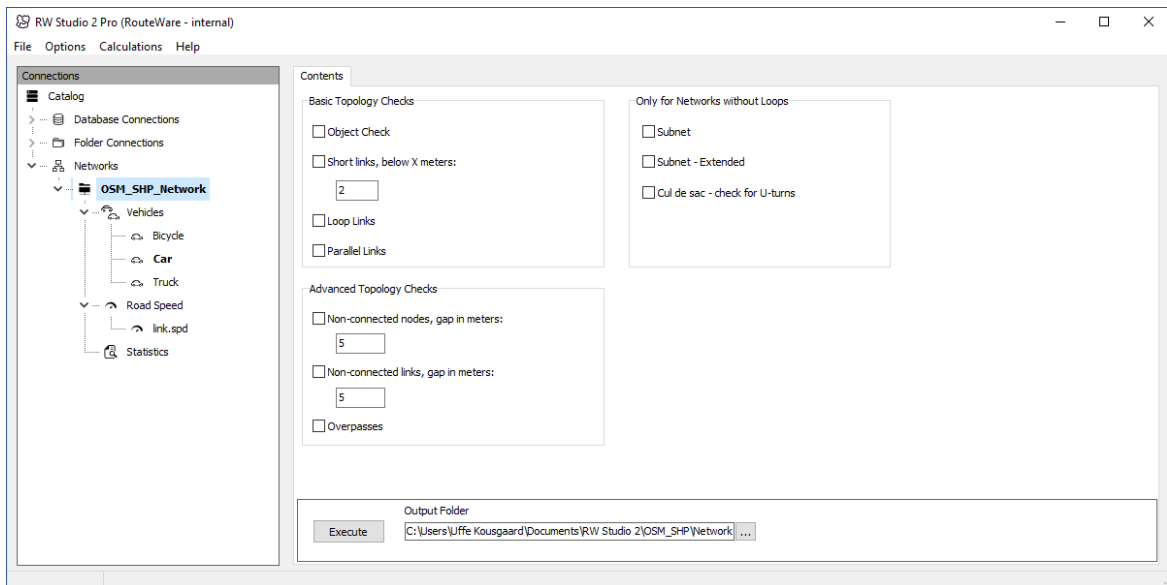 RW Studio 2 Pro (RouteWare - internal)
File Options Calculations Help
Connections
Catalog
Database Connections
Folder Connections
Networks
OSM_SHP_Network
Vehicles
Bicycle
Car
Truck
Road Speed
link.spd
Statistics
Contents
Basic Topology Checks
Object Check
Short links, below X meters:
2
Loop Links
Parallel Links
Advanced Topology Checks
Non-connected nodes, gap in meters:
5
Non-connected links, gap in meters:
5
Overpasses
Only for Networks without Loops
Subnet
Subnet - Extended
Cul de sac - check for U-turns
Output Folder
Execute
C:\Users\Uffe Kousgaard\Documents\RW Studio 2\OSM_SHP\Network
...